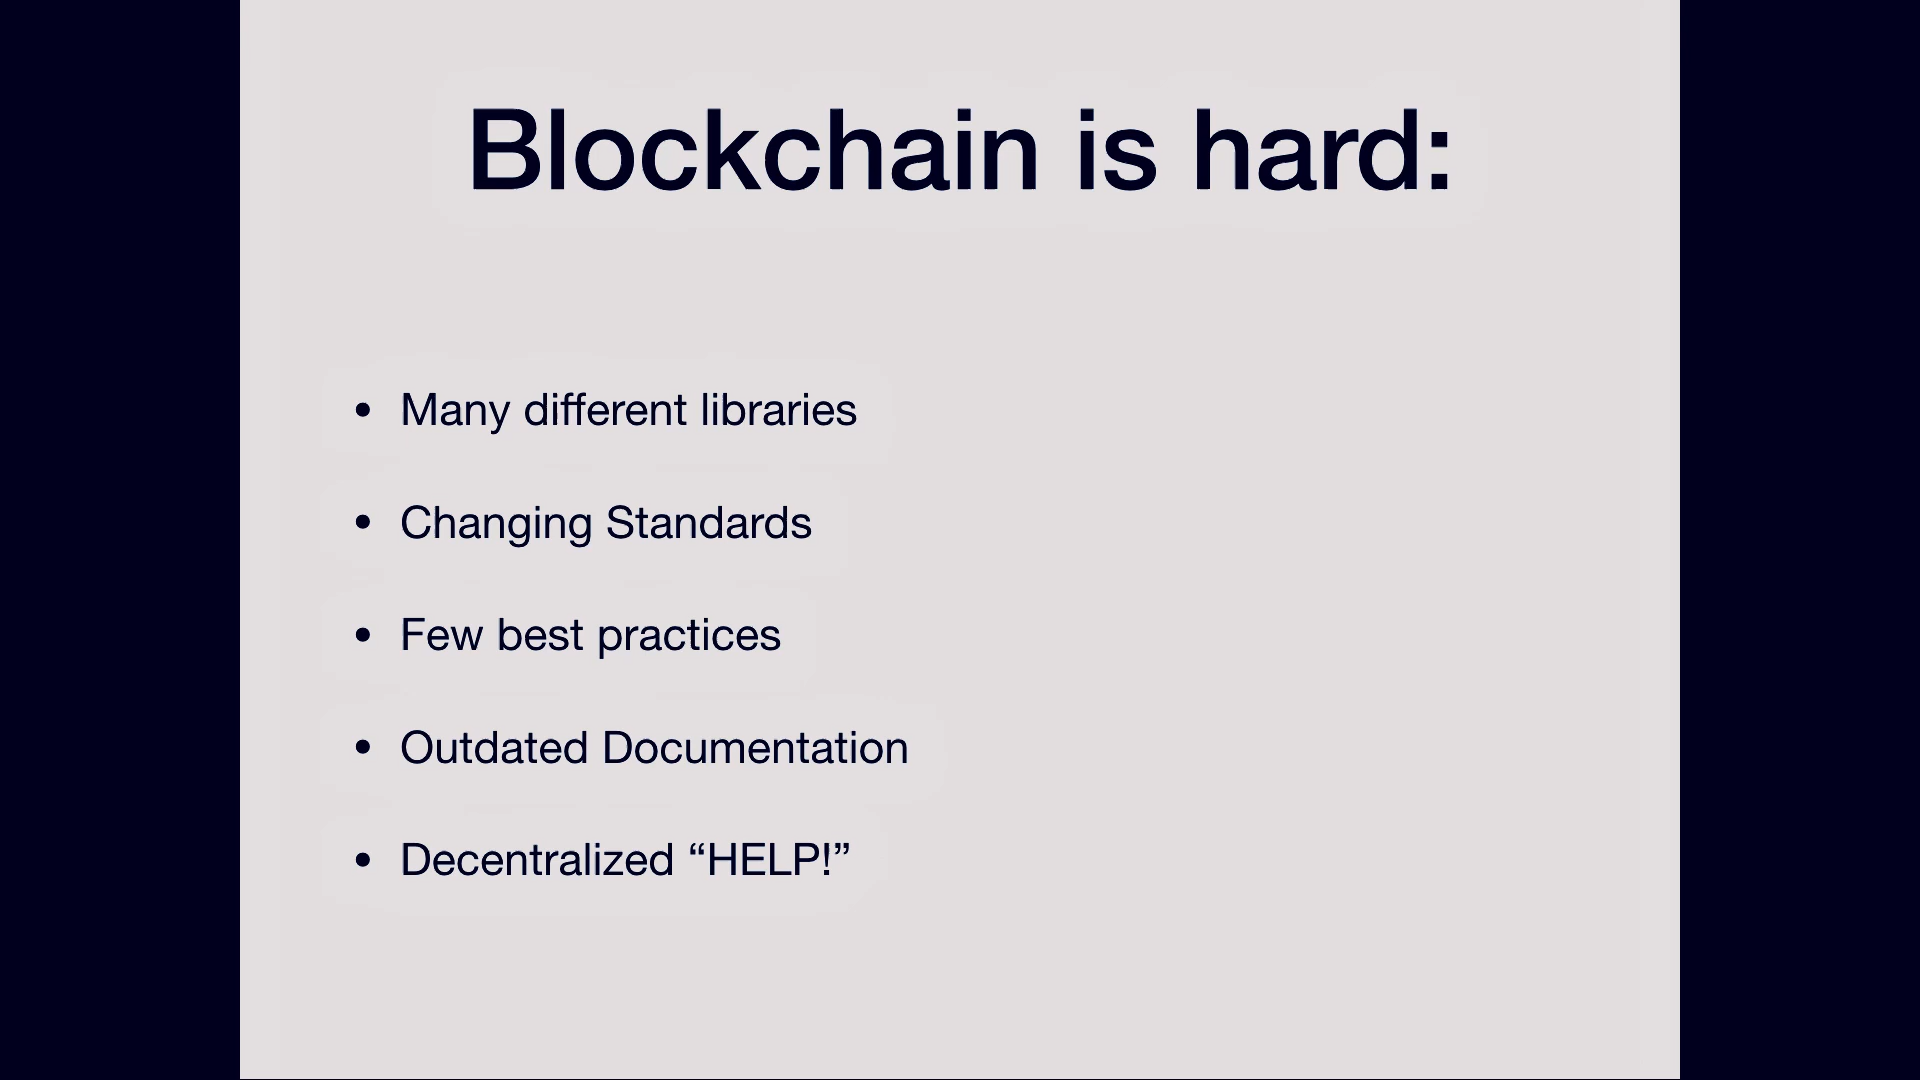 Blockchain is hard:
• Many different libraries
• Changing Standards
• Few best practices
• Outdated Documentation
• Decentralized “HELP!”